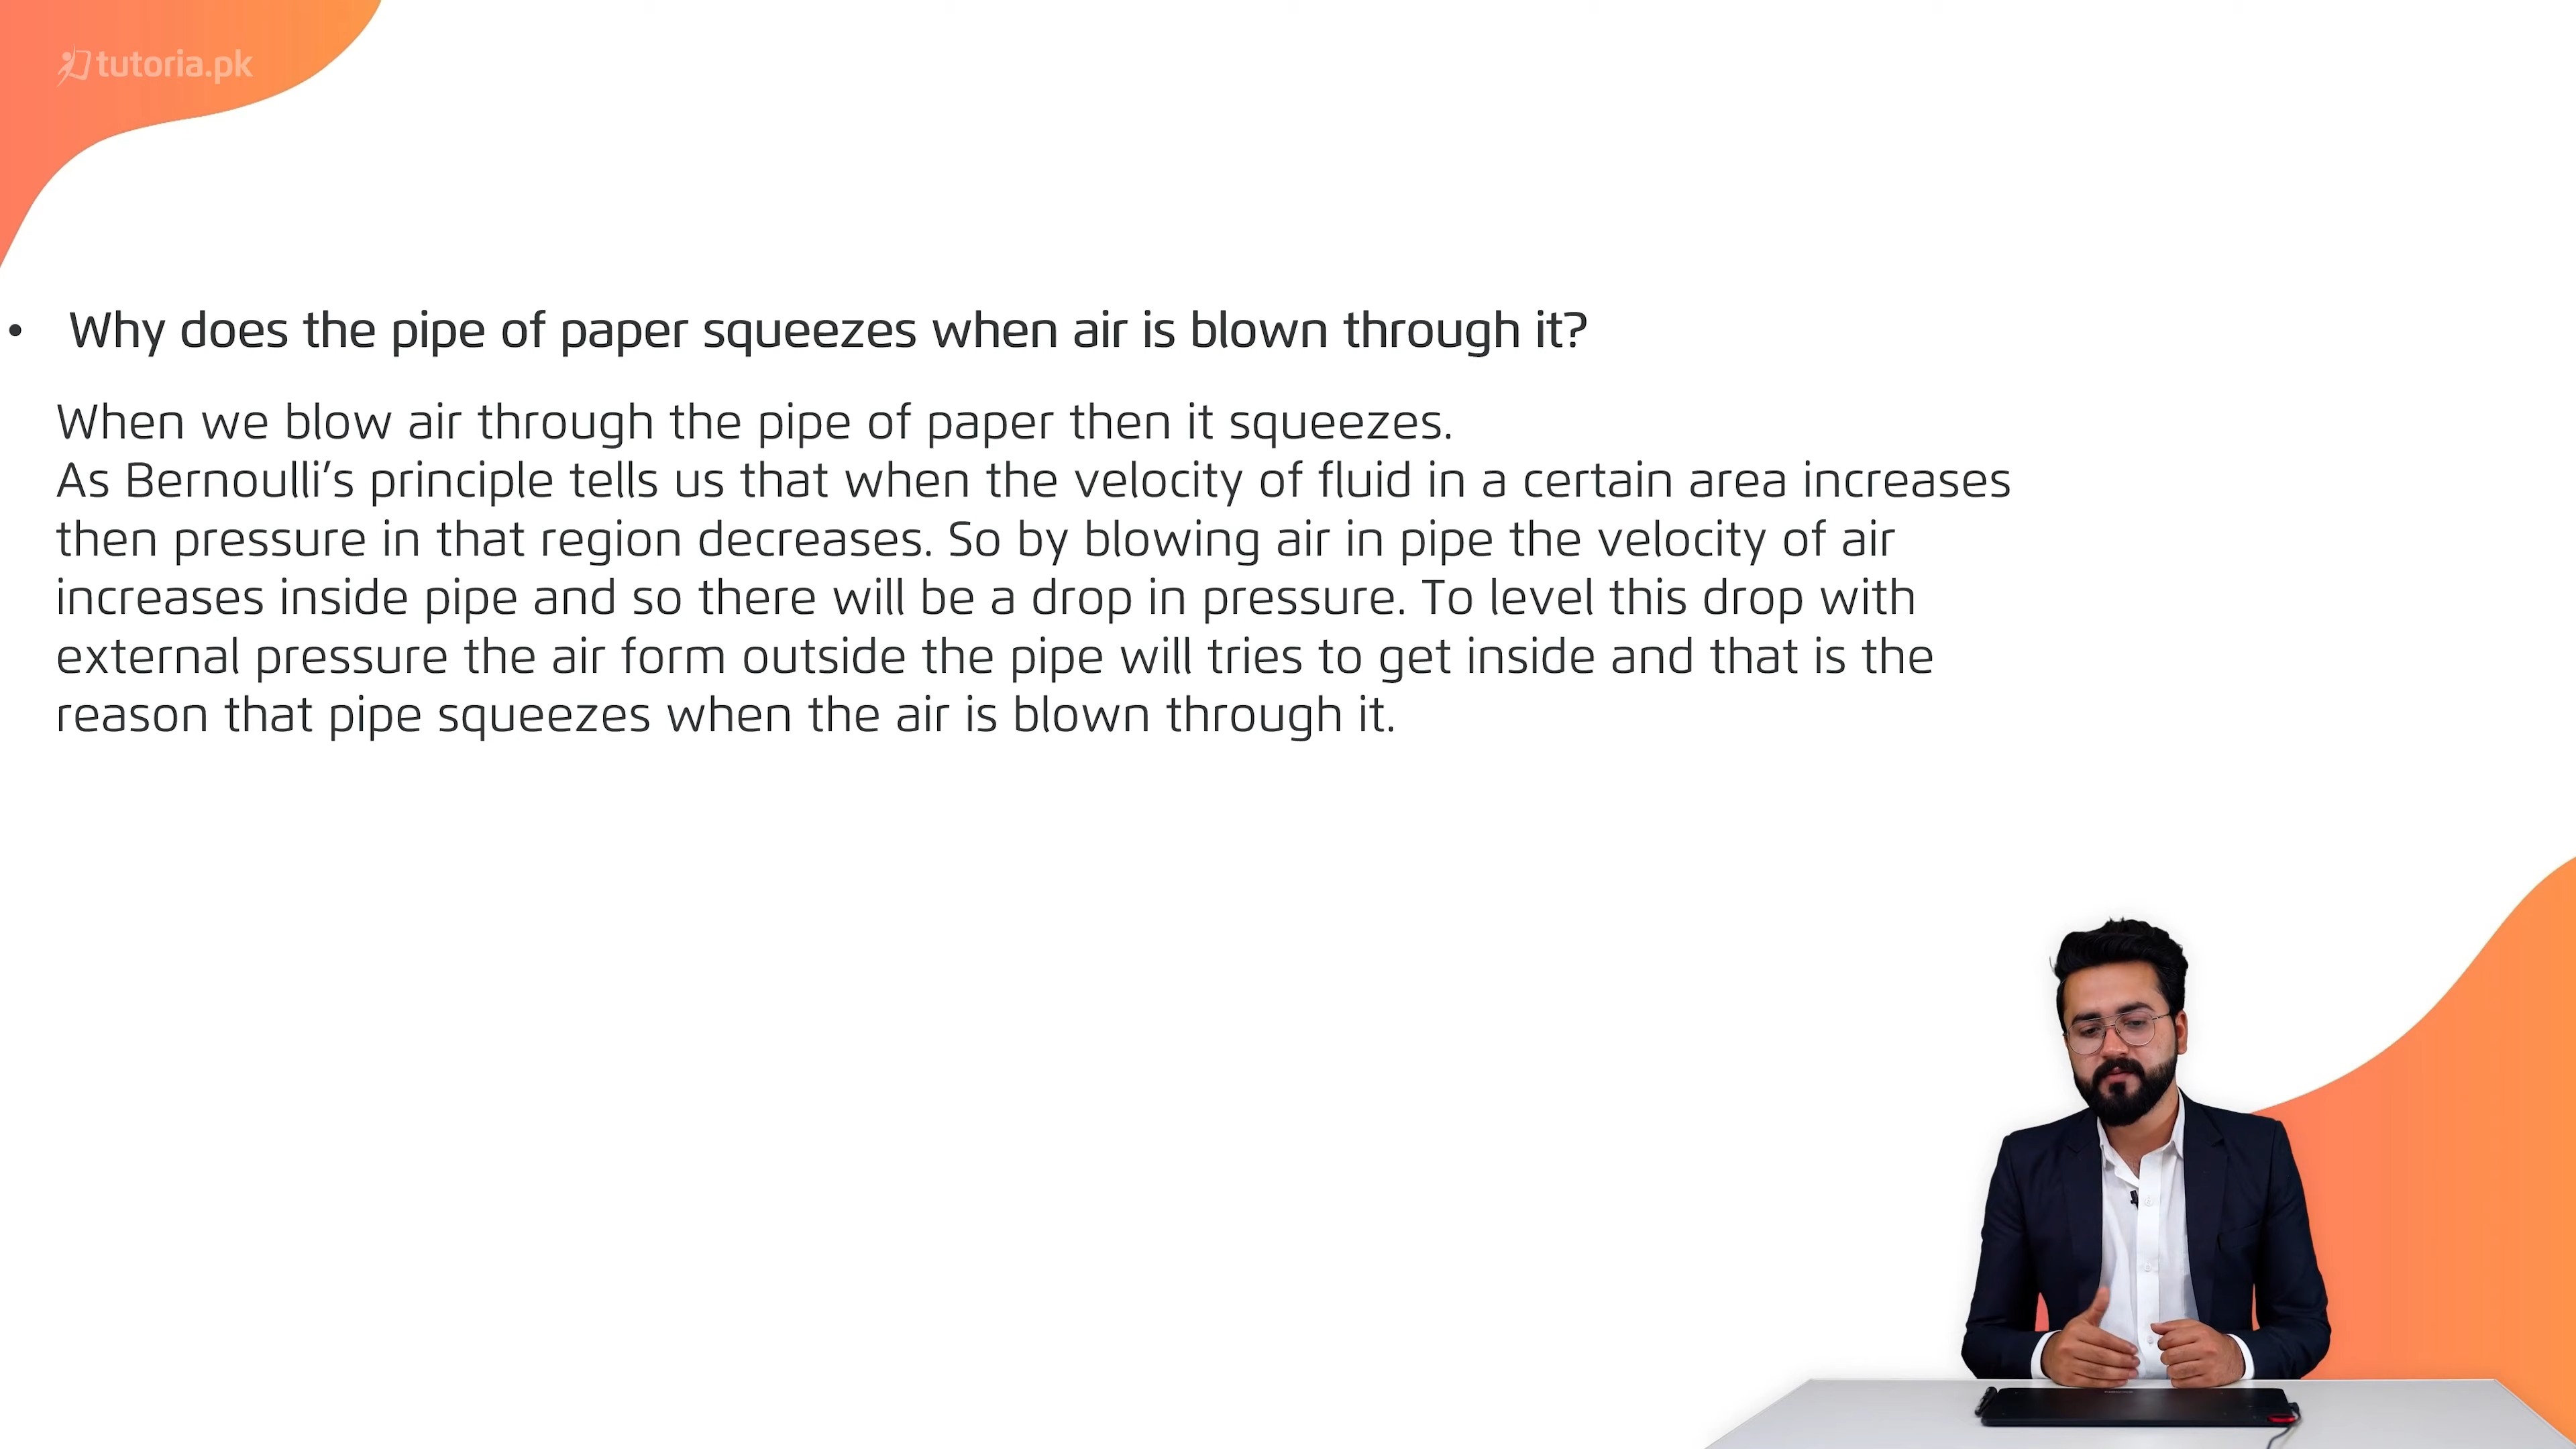 tutoria.pk
• Why does the pipe of paper squeezes when air is blown through it?
When we blow air through the pipe of paper then it squeezes.
As Bernoulli’s principle tells us that when the velocity of fluid in a certain area increases
then pressure in that region decreases. So by blowing air in pipe the velocity of air
increases inside pipe and so there will be a drop in pressure. To level this drop with
external pressure the air form outside the pipe will tries to get inside and that is the
reason that pipe squeezes when the air is blown through it.